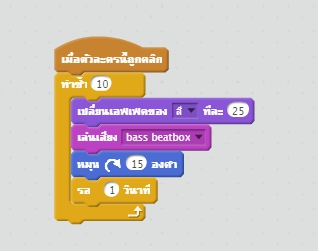 เมื่อตัวละครนี้ถูกคลิก
ทำซ้ำ 10
เปลี่ยนเอฟเฟคของ สี ทีละ 25
เล่นเสียง bass beatbox
หมุน 15 องศา
รอ 1 วินาที